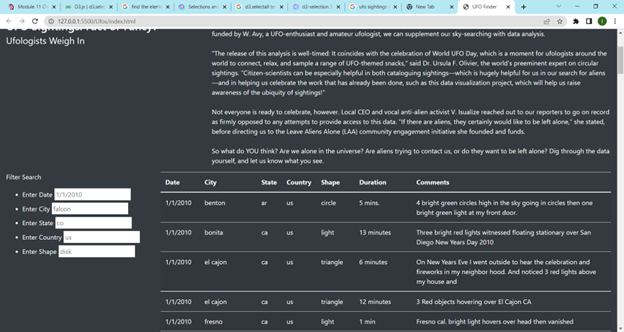 Module 11 Ch
D3.js | d3.select
find the elem
Selections an
d3.selectall to
d3-selection
ufo sightings
New Tab
UFO Finder
127.0.0.1:5500/Ufos/index.html
Ufologists Weigh In
funded by W. Avy, a UFO-enthusiast and amateur ufologist, we can supplement our sky-searching with data analysis.
"The release of this analysis is well-timed. It coincides with the celebration of World UFO Day, which is a moment for ufologists around the
world to connect, relax, and sample a range of UFO-themed snacks," said Dr. Ursula F. Olivier, the world's preeminent expert on circular
sightings. "Citizen-scientists can be especially helpful in both cataloguing sightings—which is hugely helpful for us in our search for aliens
—and in helping us celebrate the work that has already been done, such as this data visualization project, which will help us raise
awareness of the ubiquity of sightings!"
Not everyone is ready to celebrate, however. Local CEO and vocal anti-alien activist V. Isualize reached out to our reporters to go on record
as firmly opposed to any attempts to provide access to this data. "If there are aliens, they certainly would like to be left alone," she stated,
before directing us to the Leave Aliens Alone (LAA) community engagement initiative she founded and funds.
So what do YOU think? Are we alone in the universe? Are aliens trying to contact us, or do they want to be left alone? Dig through the data
yourself, and let us know what you see.
Filter Search
Enter Date 1/1/2010
Enter City falcon
Enter State co
Enter Country us
Enter Shape disk
Date City State Country Shape Duration Comments
1/1/2010 benton ar us circle 5 mins. 4 bright green circles high in the sky going in circles then one
bright green light at my front door.
1/1/2010 bonita ca us light 13 minutes Three bright red lights witnessed floating stationary over San
Diego New Years Day 2010
1/1/2010 el cajon ca us triangle 6 minutes On New Years Eve I went outside to hear the celebration and
fireworks in my neighbor hood. And noticed 3 red lights above
my house and
1/1/2010 el cajon ca us triangle 12 minutes 3 Red objects hovering over El Cajon CA
1/1/2010 fresno ca us light 1 min Fresno cal. bright light hovers over head then vanished